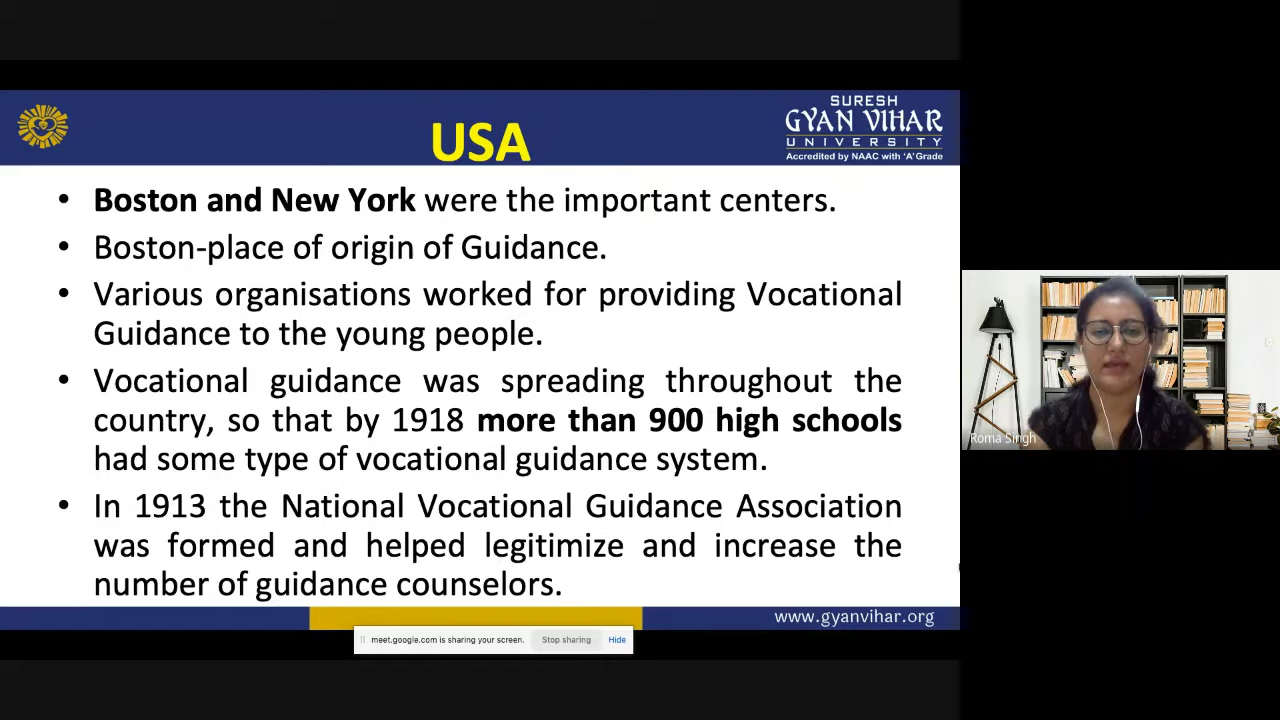 USA
SURESH
GYAN VIHAR
UNIVERSITY
Accredited by NAAC with 'A' Grade
• Boston and New York were the important centers.
• Boston-place of origin of Guidance.
• Various organisations worked for providing Vocational
Guidance to the young people.
• Vocational guidance was spreading throughout the
country, so that by 1918 more than 900 high schools
had some type of vocational guidance system.
• In 1913 the National Vocational Guidance Association
was formed and helped legitimize and increase the
number of guidance counselors.
www.gyanvihar.org
meet.google.com is sharing your screen. Stop sharing Hide
Roma Singh